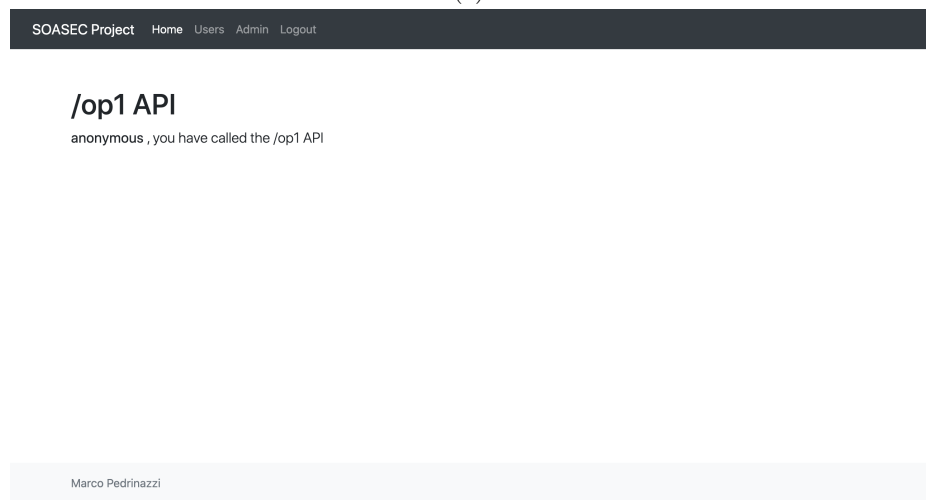 SOASEC Project Home Users Admin Logout
/op1 API
anonymous , you have called the /op1 API
Marco Pedrinazzi